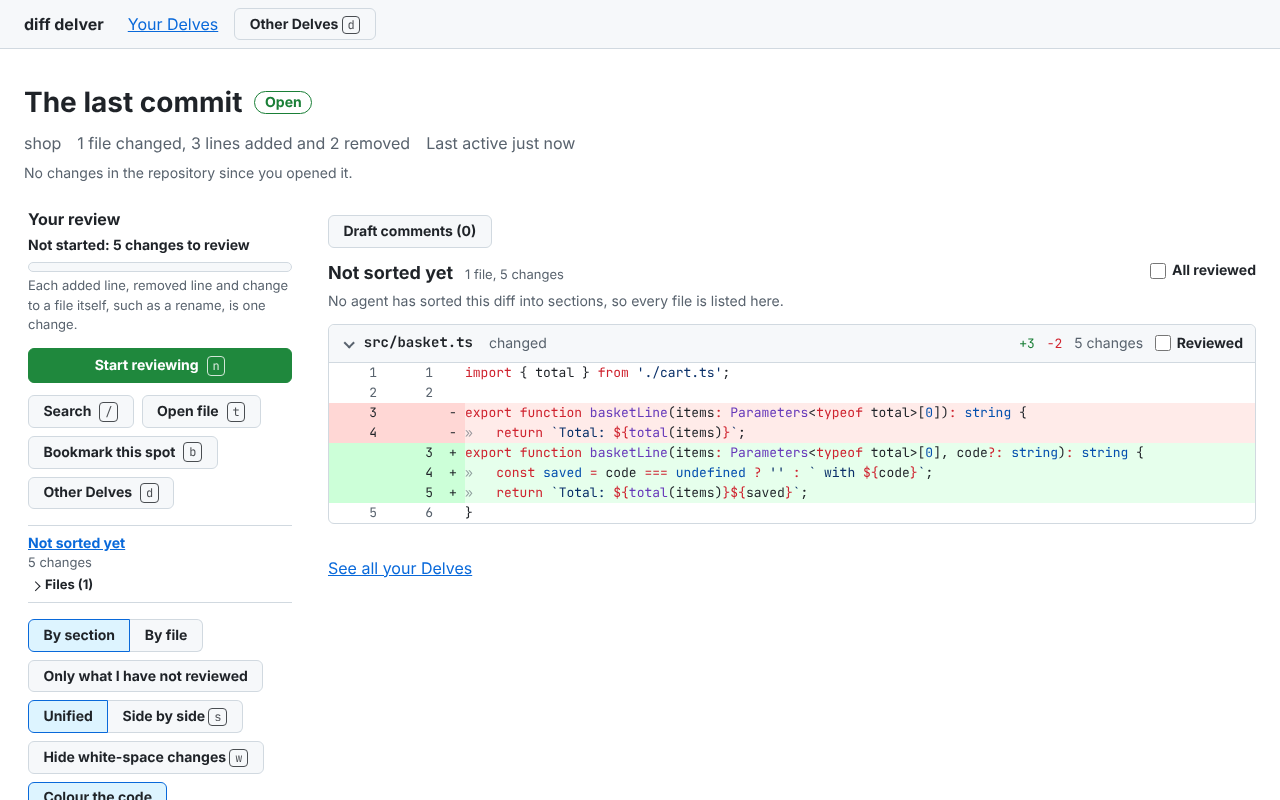 diff delver Your Delves Other Delves d
The last commit Open
shop 1 file changed, 3 lines added and 2 removed Last active just now
No changes in the repository since you opened it.
Your review
Not started: 5 changes to review
Each added line, removed line and change
to a file itself, such as a rename, is one
change.
Start reviewing n
Search / Open file t
Bookmark this spot b
Other Delves d
Not sorted yet
5 changes
Files (1)
By section By file
Only what I have not reviewed
Unified Side by side s
Hide white-space changes w
Colour the code
Draft comments (0)
Not sorted yet 1 file, 5 changes All reviewed
No agent has sorted this diff into sections, so every file is listed here.
src/basket.ts changed +3 -2 5 changes Reviewed
1 1 import { total } from './cart.ts';
2 2
3 - export function basketLine(items: Parameters<typeof total>[0]): string {
4 - » return `Total: ${total(items)}`;
3 + export function basketLine(items: Parameters<typeof total>[0], code?: string): string {
4 + » const saved = code === undefined ? '' : ` with ${code}`;
5 + » return `Total: ${total(items)}${saved}`;
5 6 }
See all your Delves